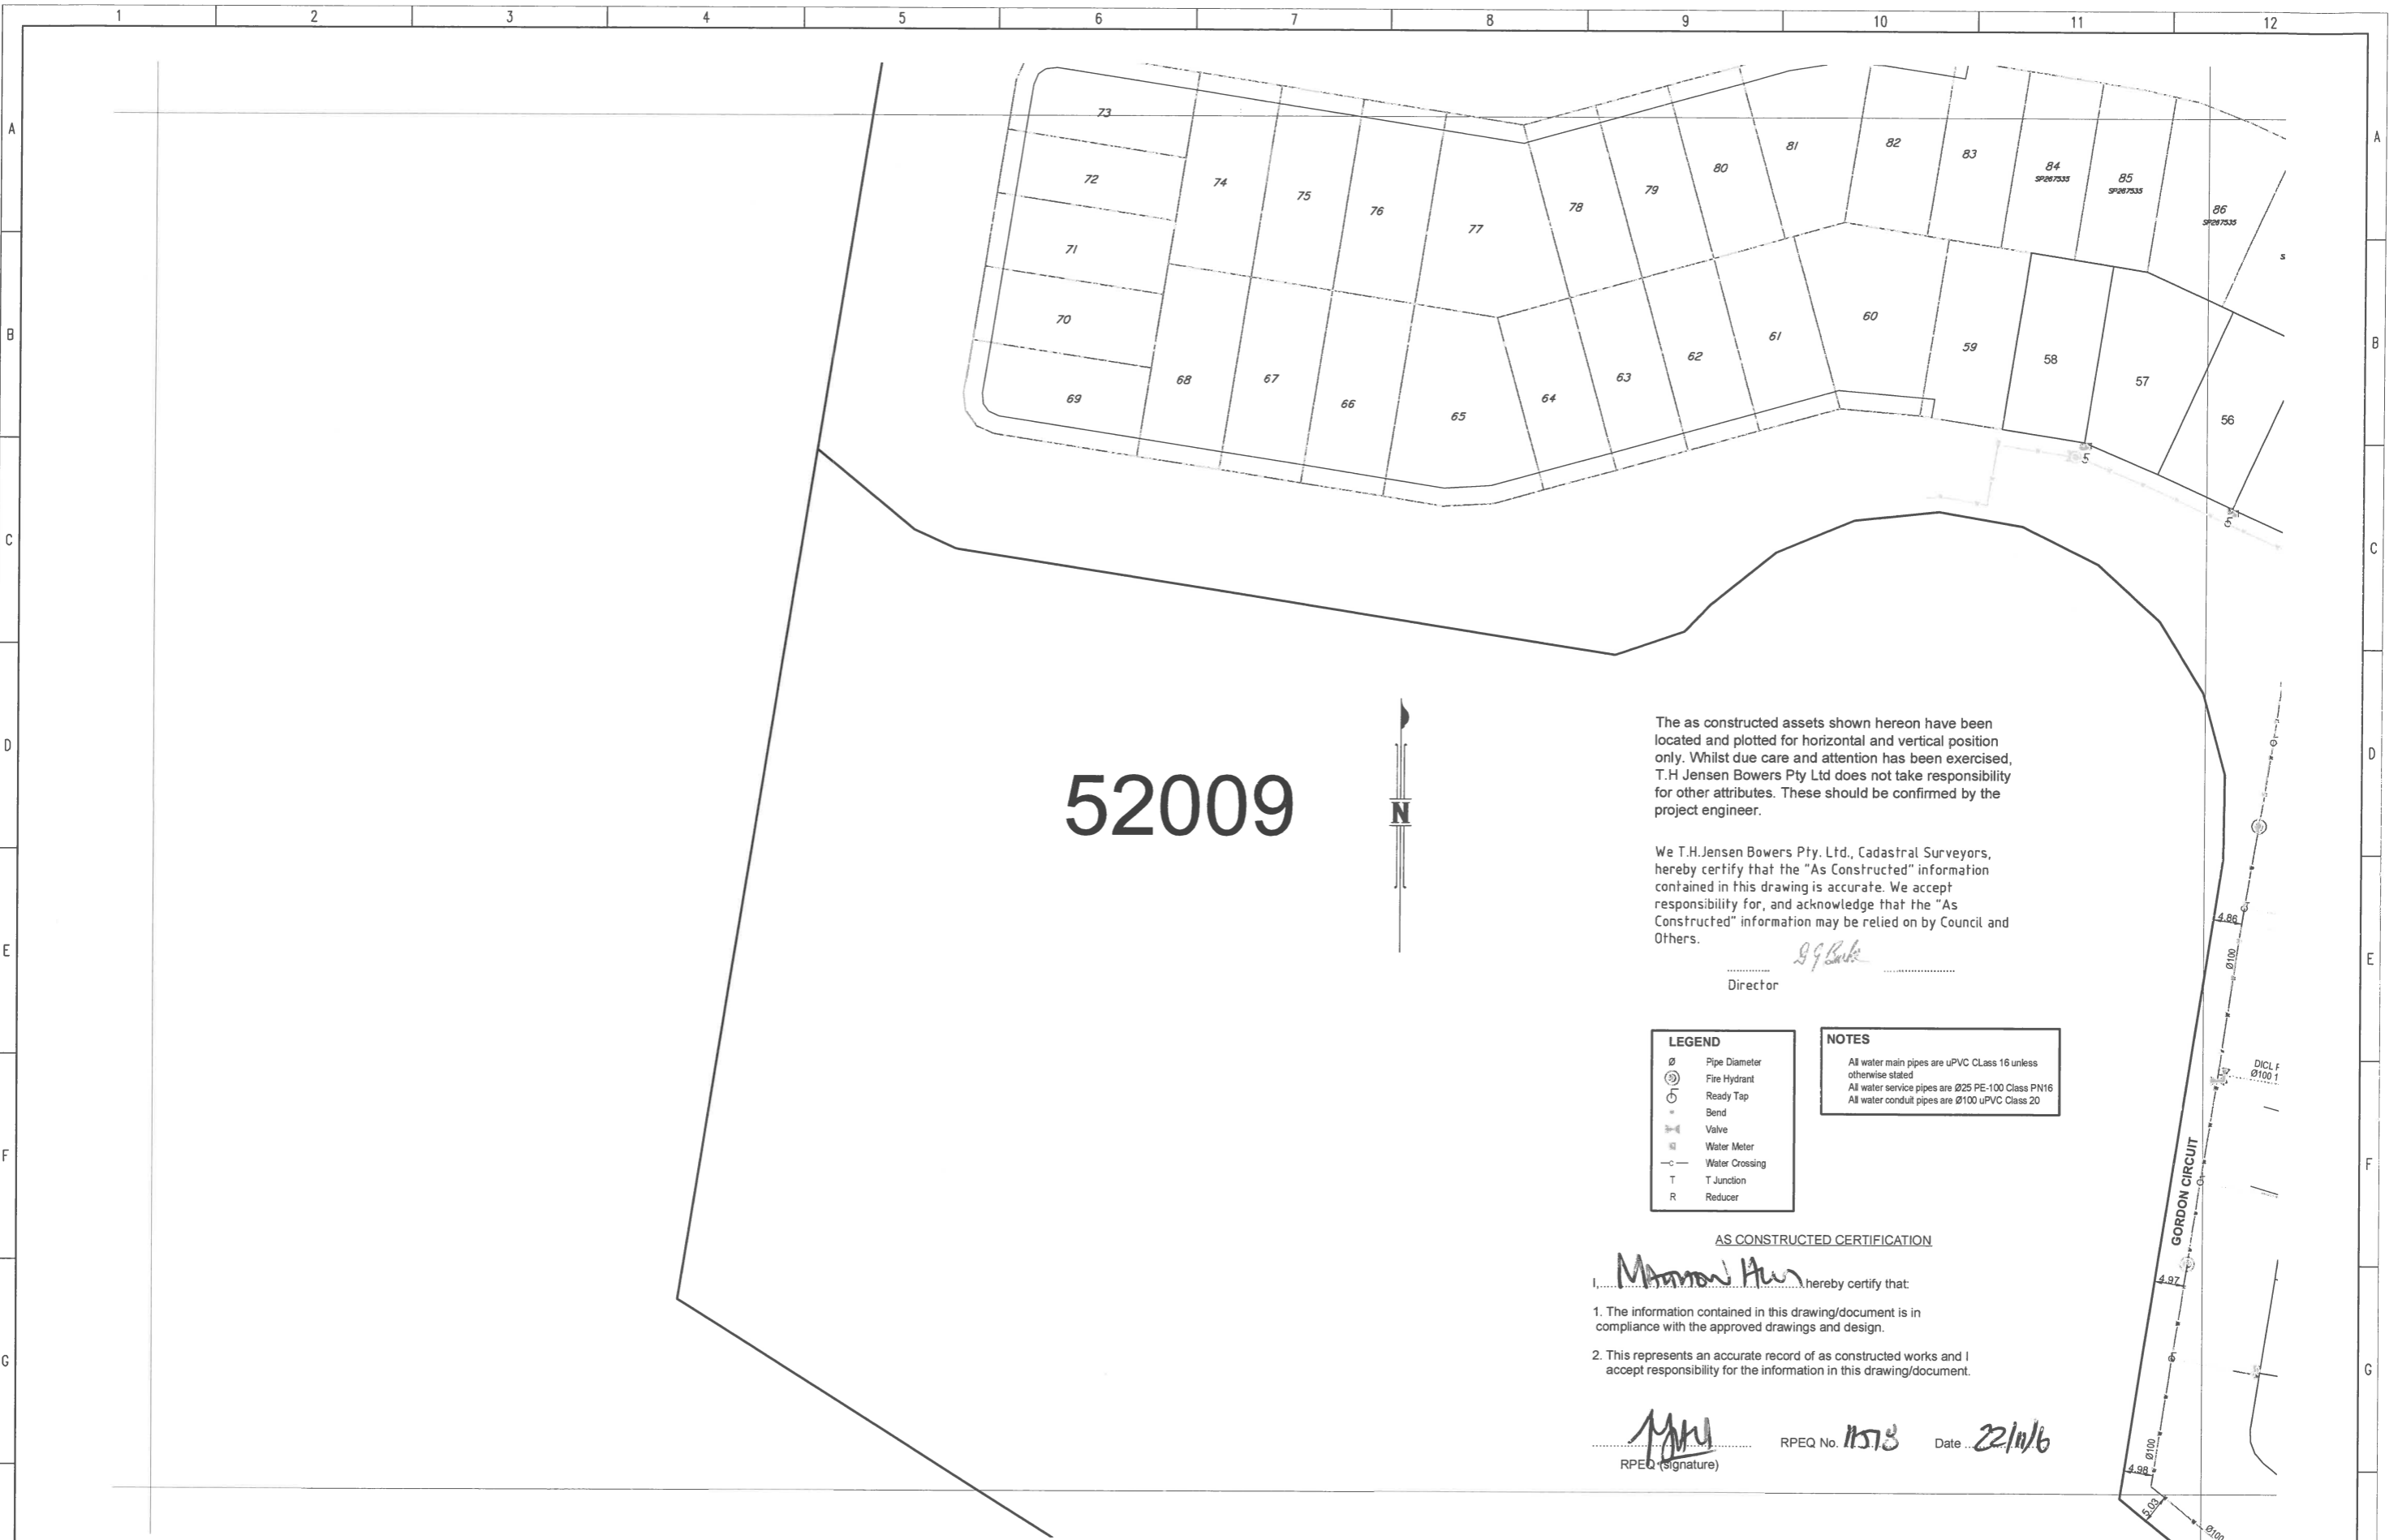 1 2 3 4 5 6 7 8 9 10 11 12
A
B
C
D
E
F
G
A
B
C
D
E
F
G
73
72
71
70
69
74
75
76
77
78
79
80
81
82
83
84
SP267535
85
SP267535
86
SP267535
S
68
67
66
65
64
63
62
61
60
59
58
57
56
5
52009
N
The as constructed assets shown hereon have been
located and plotted for horizontal and vertical position
only. Whilst due care and attention has been exercised,
T.H Jensen Bowers Pty Ltd does not take responsibility
for other attributes. These should be confirmed by the
project engineer.
We T.H.Jensen Bowers Pty. Ltd., Cadastral Surveyors,
hereby certify that the "As Constructed" information
contained in this drawing is accurate. We accept
responsibility for, and acknowledge that the "As
Constructed" information may be relied on by Council and
Others.
Director
LEGEND
Ø Pipe Diameter
Fire Hydrant
Ready Tap
Bend
Valve
Water Meter
—C— Water Crossing
T T Junction
R Reducer
NOTES
All water main pipes are uPVC CLass 16 unless
otherwise stated
All water service pipes are Ø25 PE-100 Class PN16
All water conduit pipes are Ø100 uPVC Class 20
AS CONSTRUCTED CERTIFICATION
I, hereby certify that:
1. The information contained in this drawing/document is in
compliance with the approved drawings and design.
2. This represents an accurate record of as constructed works and I
accept responsibility for the information in this drawing/document.
RPEQ No. Date 22/11/6
RPEQ (signature)
4.86
Ø100
DICL
Ø100 1
GORDON CIRCUIT
4.97
Ø100
4.98
5.03
Ø100